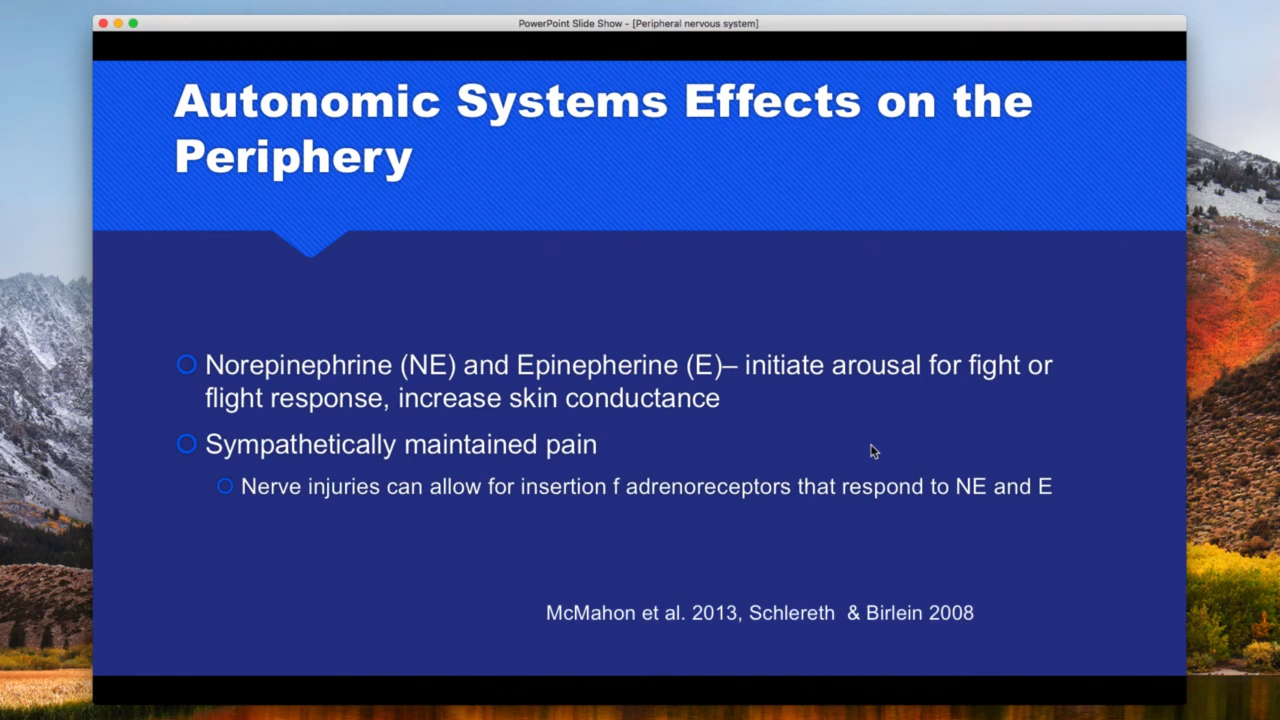 PowerPoint Slide Show - [Peripheral nervous system]
Autonomic Systems Effects on the
Periphery
Norepinephrine (NE) and Epinepherine (E)– initiate arousal for fight or
flight response, increase skin conductance
Sympathetically maintained pain
Nerve injuries can allow for insertion f adrenoreceptors that respond to NE and E
McMahon et al. 2013, Schlereth & Birlein 2008